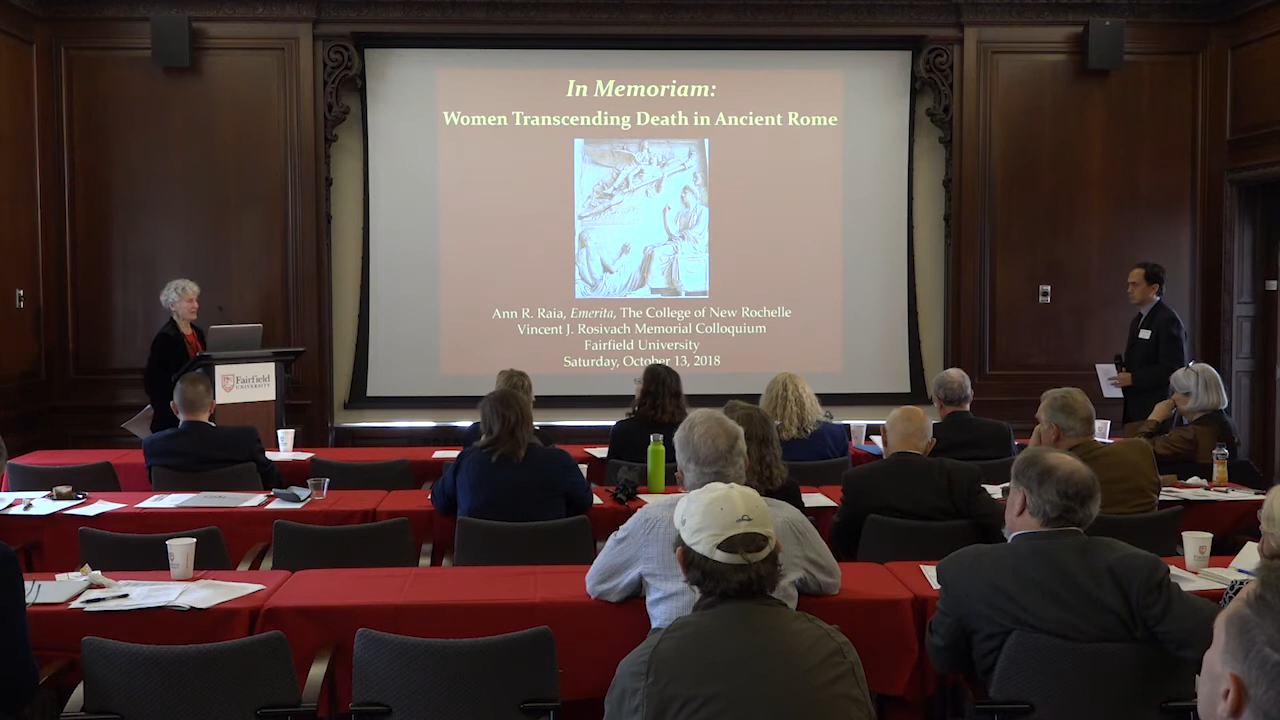 In Memoriam:
Women Transcending Death in Ancient Rome
Ann R. Raia, Emerita, The College of New Rochelle
Vincent J. Rosivach Memorial Colloquium
Fairfield University
Saturday, October 13, 2018
Fairfield
UNIVERSITY